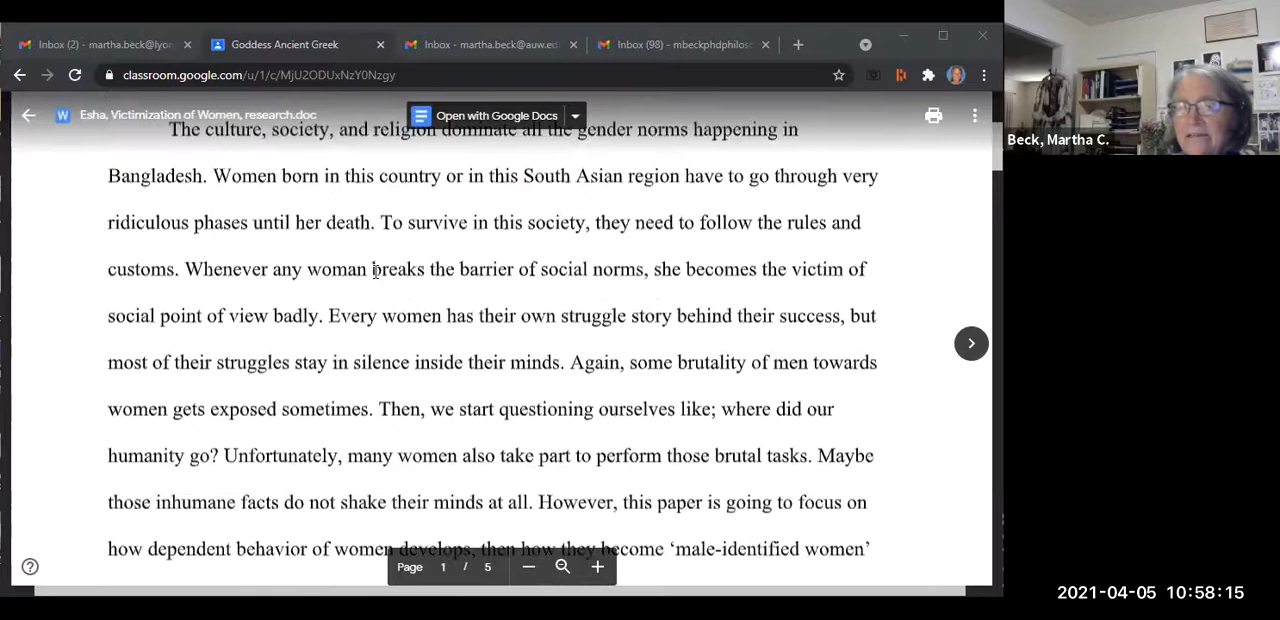 Inbox (2) - martha.beck@lyon
Goddess Ancient Greek
Inbox - martha.beck@auw.ed
Inbox (98) - mbeckphdphilos
classroom.google.com/u/1/c/MjU2ODUxNzY0Nzgy
Esha, Victimization of Women, research.doc
Open with Google Docs
The culture, society, and religion dominate all the gender norms happening in
Bangladesh. Women born in this country or in this South Asian region have to go through very
ridiculous phases until her death. To survive in this society, they need to follow the rules and
customs. Whenever any woman breaks the barrier of social norms, she becomes the victim of
social point of view badly. Every women has their own struggle story behind their success, but
most of their struggles stay in silence inside their minds. Again, some brutality of men towards
women gets exposed sometimes. Then, we start questioning ourselves like; where did our
humanity go? Unfortunately, many women also take part to perform those brutal tasks. Maybe
those inhumane facts do not shake their minds at all. However, this paper is going to focus on
how dependent behavior of women develops, then how they become ‘male-identified women’
Page 1 / 5
Beck, Martha C.
2021-04-05 10:58:15